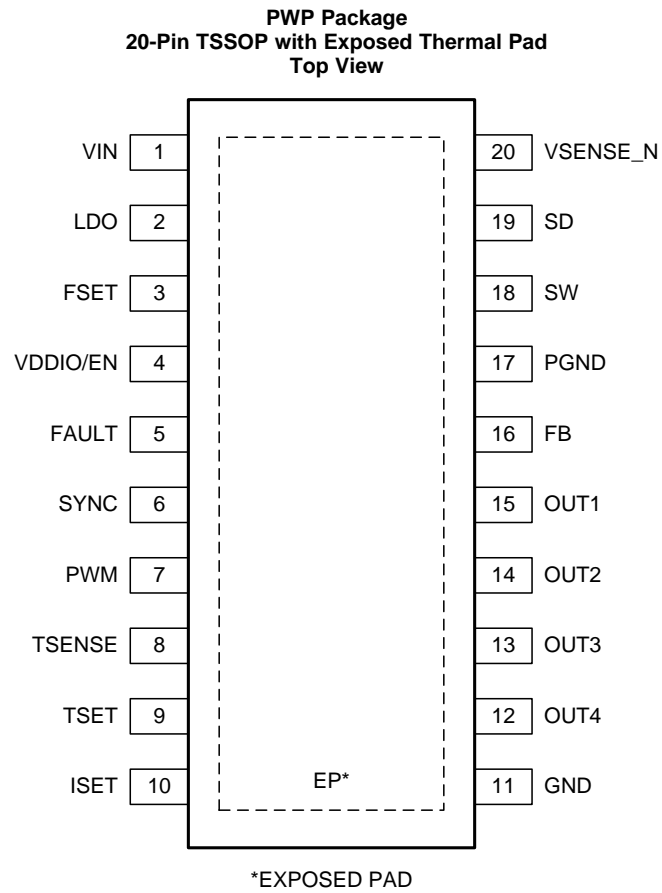 PWP Package
20-Pin TSSOP with Exposed Thermal Pad
Top View
VIN 1 20 VSENSE_N
LDO 2 19 SD
FSET 3 18 SW
VDDIO/EN 4 17 PGND
FAULT 5 16 FB
SYNC 6 15 OUT1
PWM 7 14 OUT2
TSENSE 8 13 OUT3
TSET 9 12 OUT4
ISET 10 EP* 11 GND
*EXPOSED PAD